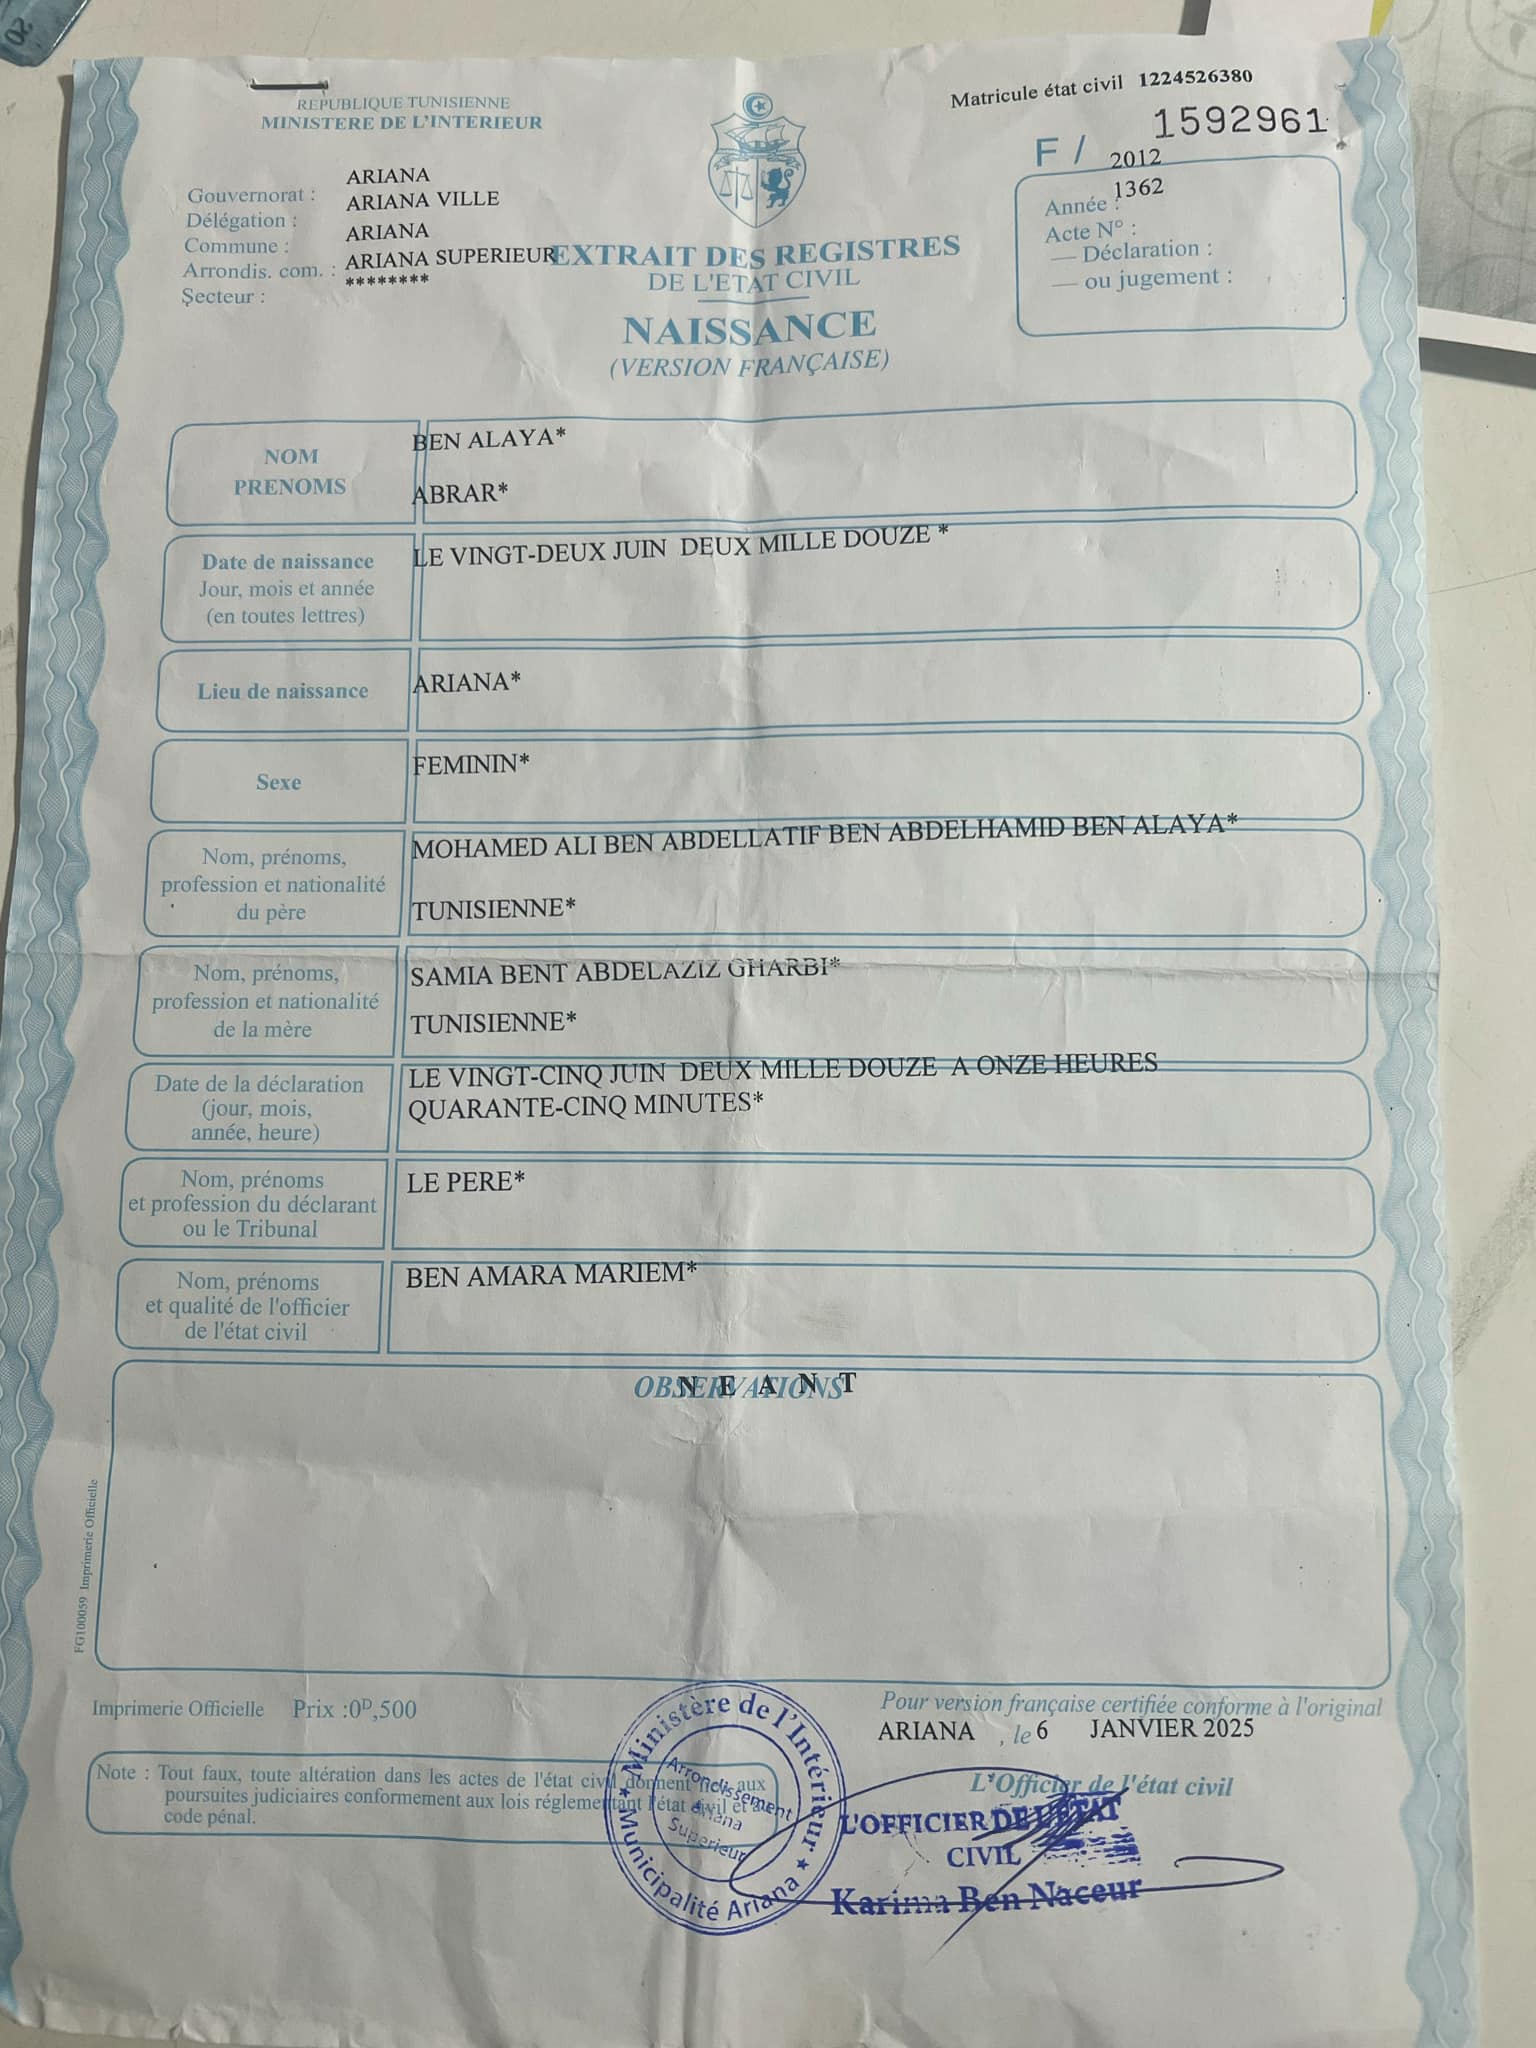 REPUBLIQUE TUNISIENNE
MINISTERE DE L'INTERIEUR
Matricule état civil 1224526380
1592961
F /
2012
1362
Année :
Acte N° :
— Déclaration :
— ou jugement :
Gouvernorat : ARIANA
Délégation : ARIANA VILLE
Commune : ARIANA
Arrondis. com. : ARIANA SUPERIEUR
Secteur : ********
EXTRAIT DES REGISTRES
DE L'ETAT CIVIL
NAISSANCE
(VERSION FRANÇAISE)
NOM BEN ALAYA*
PRENOMS ABRAR*
Date de naissance LE VINGT-DEUX JUIN DEUX MILLE DOUZE *
Jour, mois et année
(en toutes lettres)
Lieu de naissance ARIANA*
Sexe FEMININ*
Nom, prénoms, MOHAMED ALI BEN ABDELLATIF BEN ABDELHAMID BEN ALAYA*
profession et nationalité
du père TUNISIENNE*
Nom, prénoms, SAMIA BENT ABDELAZIZ GHARBI*
profession et nationalité
de la mère TUNISIENNE*
Date de la déclaration LE VINGT-CINQ JUIN DEUX MILLE DOUZE A ONZE HEURES
(jour, mois, QUARANTE-CINQ MINUTES*
année, heure)
Nom, prénoms LE PERE*
et profession du déclarant
ou le Tribunal
Nom, prénoms BEN AMARA MARIEM*
et qualité de l'officier
de l'état civil
OBSERVATIONS
N E A N T
FG100059 Imprimerie Officielle
Imprimerie Officielle Prix :0D,500
Pour version française certifiée conforme à l'original
ARIANA , le 6 JANVIER 2025
Note : Tout faux, toute altération dans les actes de l'état civil donnent lieu aux
poursuites judiciaires conformement aux lois réglementant l'état civil et au
code pénal.
L'Officier de l'état civil
L'OFFICIER DE L'ETAT
CIVIL
Karima Ben Naceur
Ministère de l'Intérieur
Municipalité Ariana
Arrondissement
Ariana
Superieur